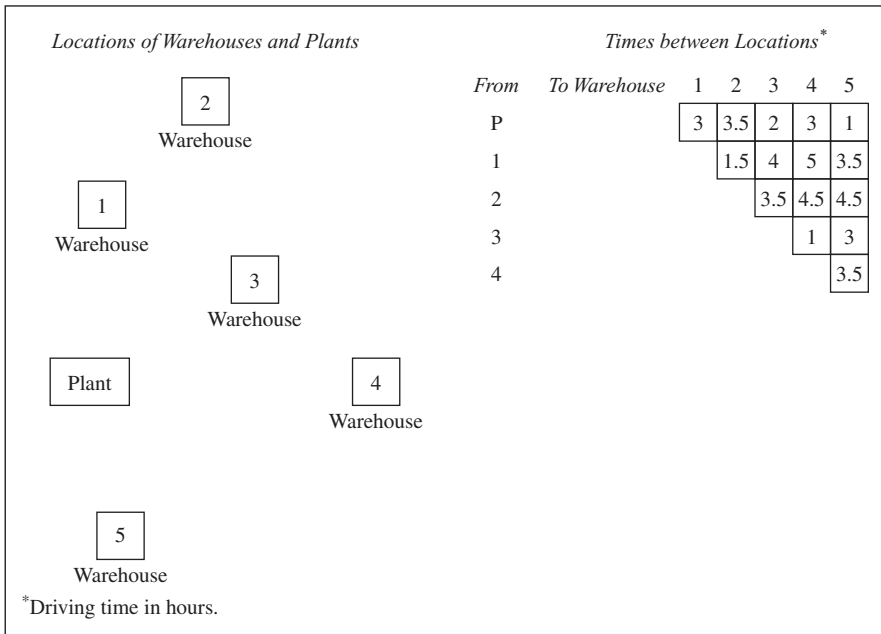 Locations of Warehouses and Plants
2
Warehouse
1
Warehouse
3
Warehouse
Plant
4
Warehouse
5
Warehouse
*Driving time in hours.
Times between Locations*
From To Warehouse 1 2 3 4 5
P 3 3.5 2 3 1
1 1.5 4 5 3.5
2 3.5 4.5 4.5
3 1 3
4 3.5